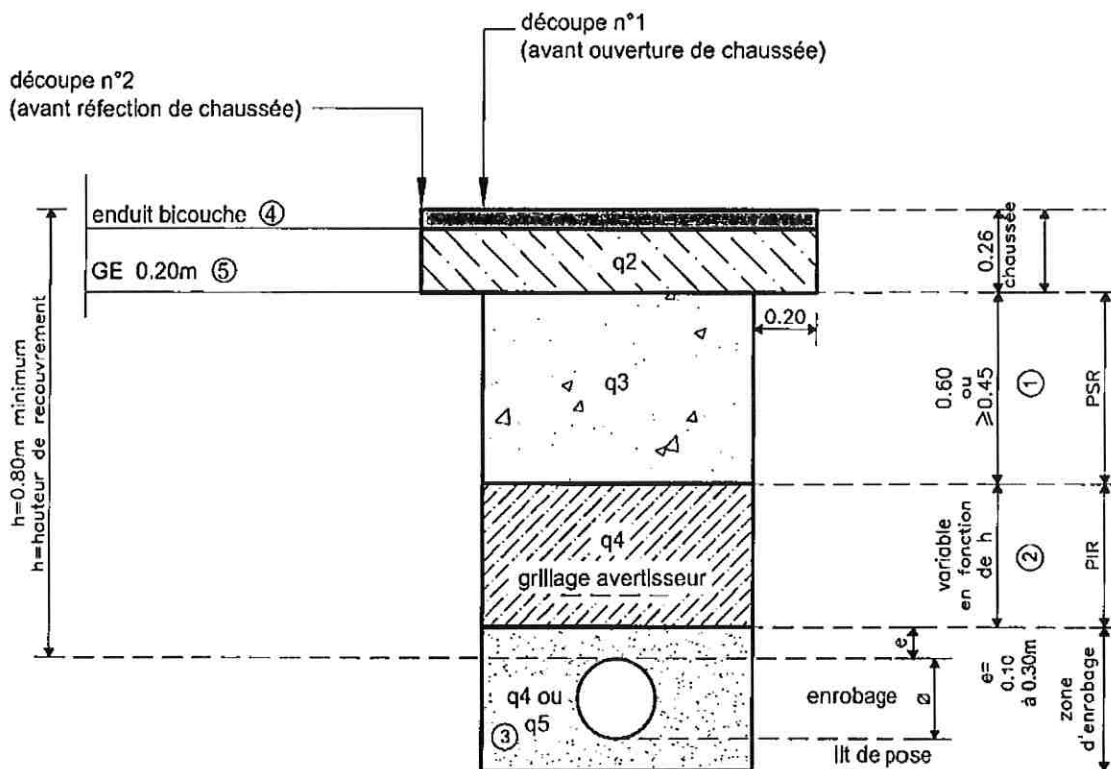 découpe n°1
(avant ouverture de chaussée)
découpe n°2
(avant réfection de chaussée)
enduit bicouche ④
GE 0.20m ⑤
h=0.80m minimum
h=hauteur de recouvrement
q2
0.26
chaussée
0.20
q3
0.60
ou
≥0.45
①
PSR
q4
grillage avertisseur
variable
en fonction
de h
②
PIR
e
q4 ou
q5
③
enrobage
ø
lit de pose
e=
0.10
à 0.30m
zone
d'enrobage